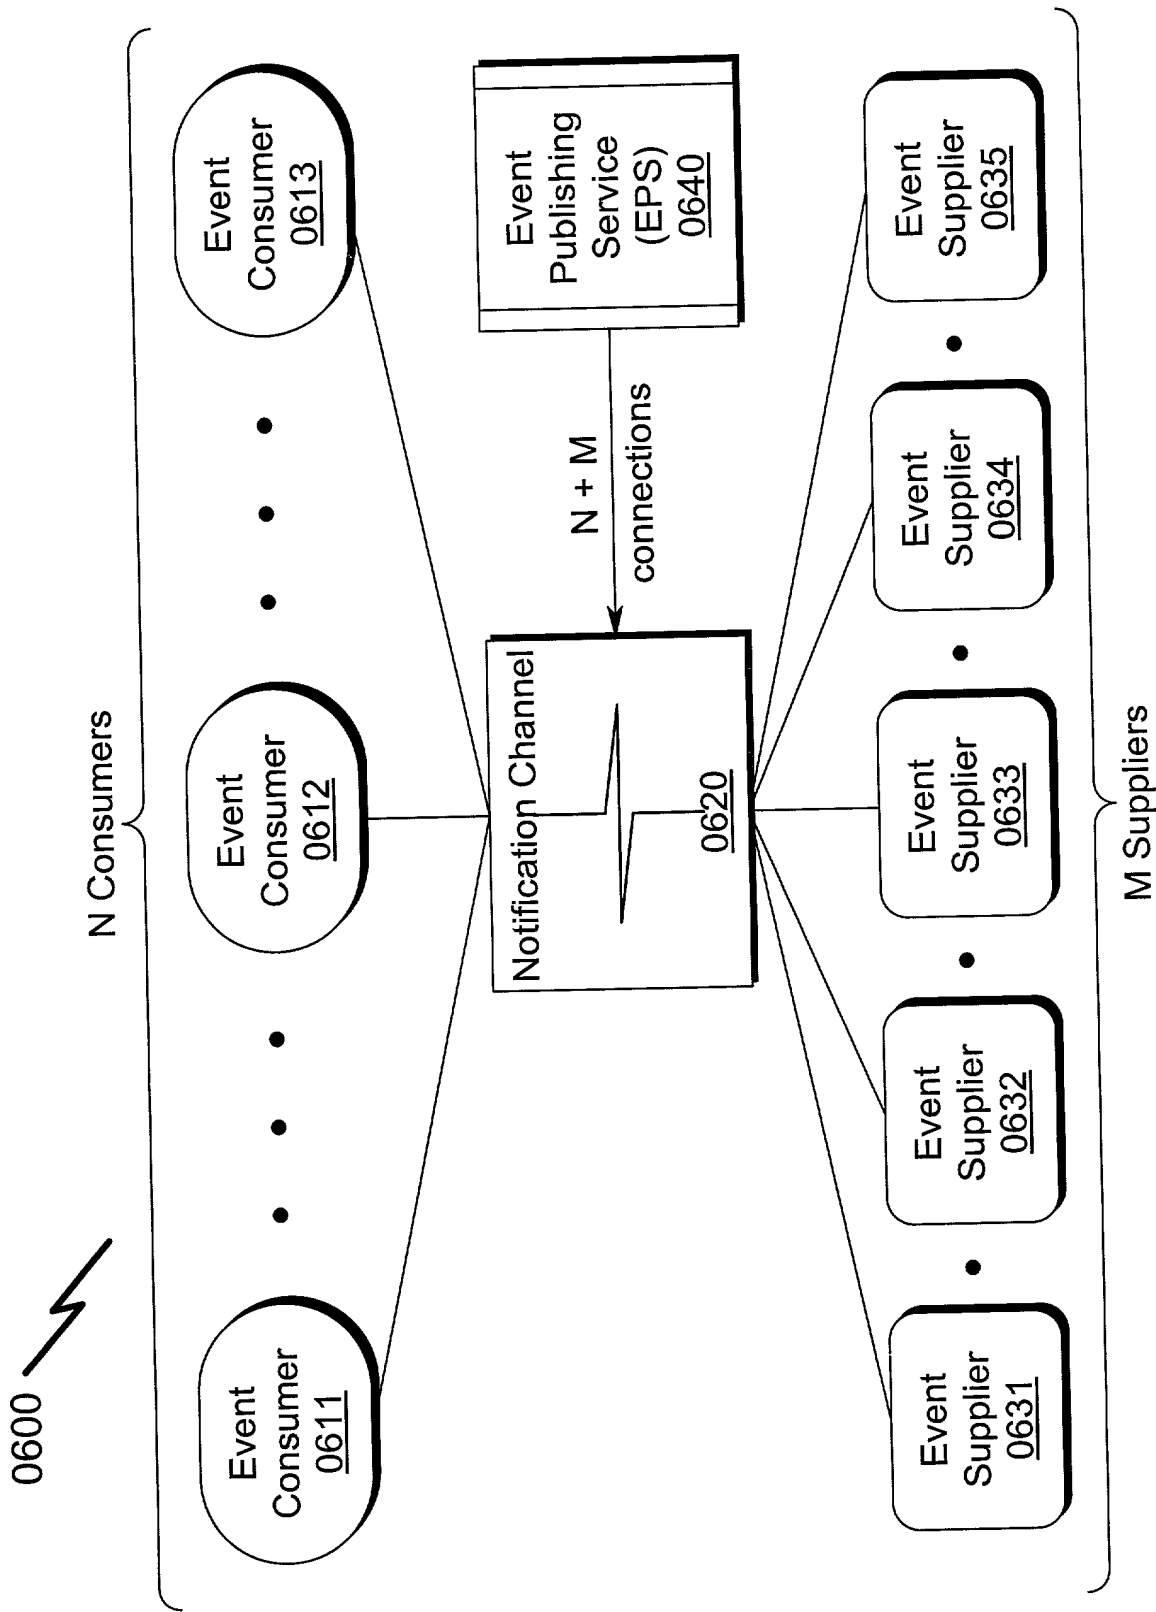 0600
N Consumers
Event
Consumer
0611
Event
Consumer
0612
Event
Consumer
0613
Notification Channel
0620
N + M
connections
Event
Publishing
Service
(EPS)
0640
Event
Supplier
0631
Event
Supplier
0632
Event
Supplier
0633
Event
Supplier
0634
Event
Supplier
0635
M Suppliers